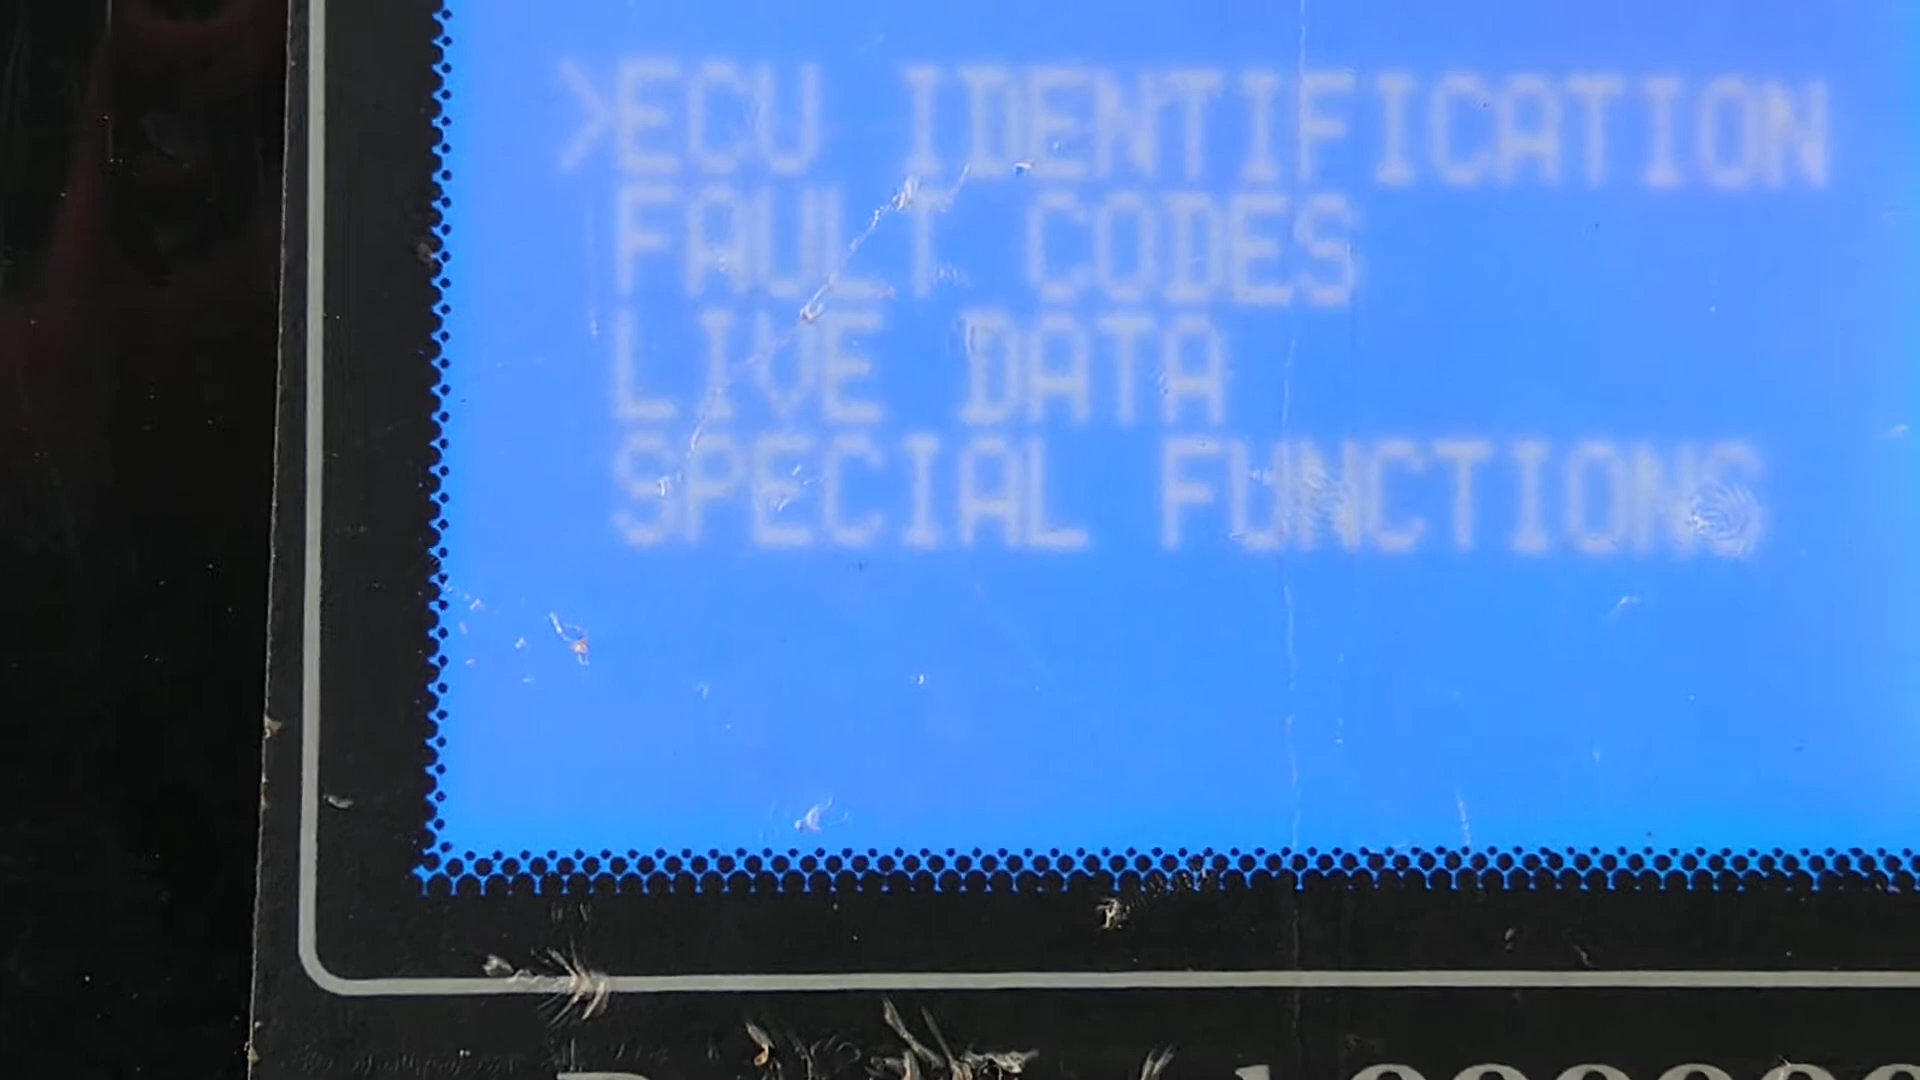 >ECU IDENTIFICATION
FAULT CODES
LIVE DATA
SPECIAL FUNCTIONS